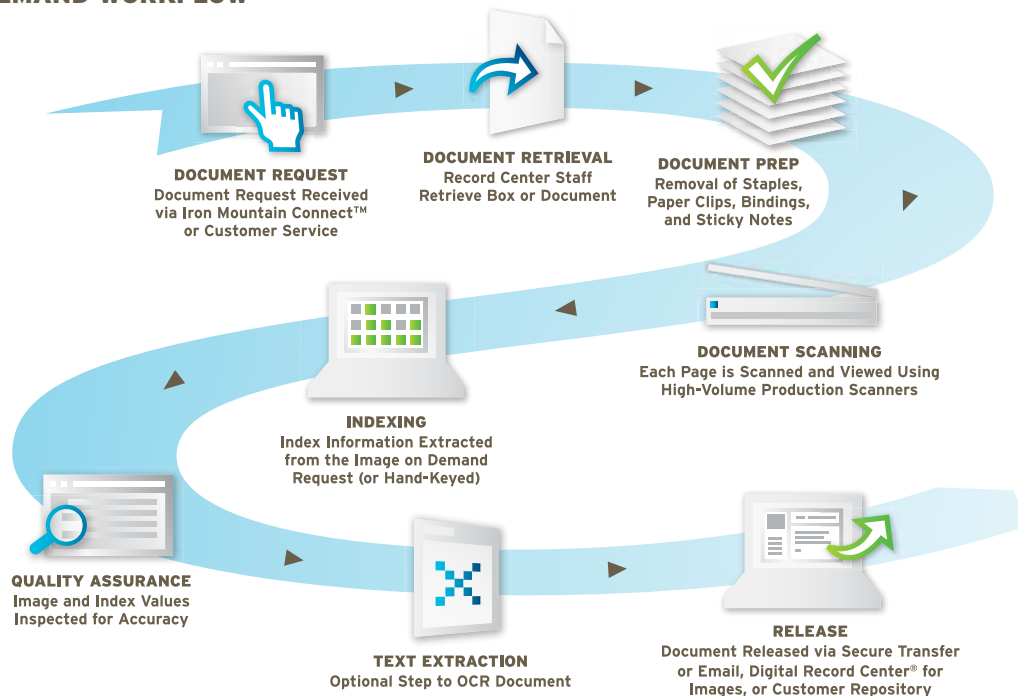 DOCUMENT REQUEST
Document Request Received
via Iron Mountain Connect™
or Customer Service
DOCUMENT RETRIEVAL
Record Center Staff
Retrieve Box or Document
DOCUMENT PREP
Removal of Staples,
Paper Clips, Bindings,
and Sticky Notes
DOCUMENT SCANNING
Each Page is Scanned and Viewed Using
High-Volume Production Scanners
INDEXING
Index Information Extracted
from the Image on Demand
Request (or Hand-Keyed)
QUALITY ASSURANCE
Image and Index Values
Inspected for Accuracy
TEXT EXTRACTION
Optional Step to OCR Document
RELEASE
Document Released via Secure Transfer
or Email, Digital Record Center® for
Images, or Customer Repository